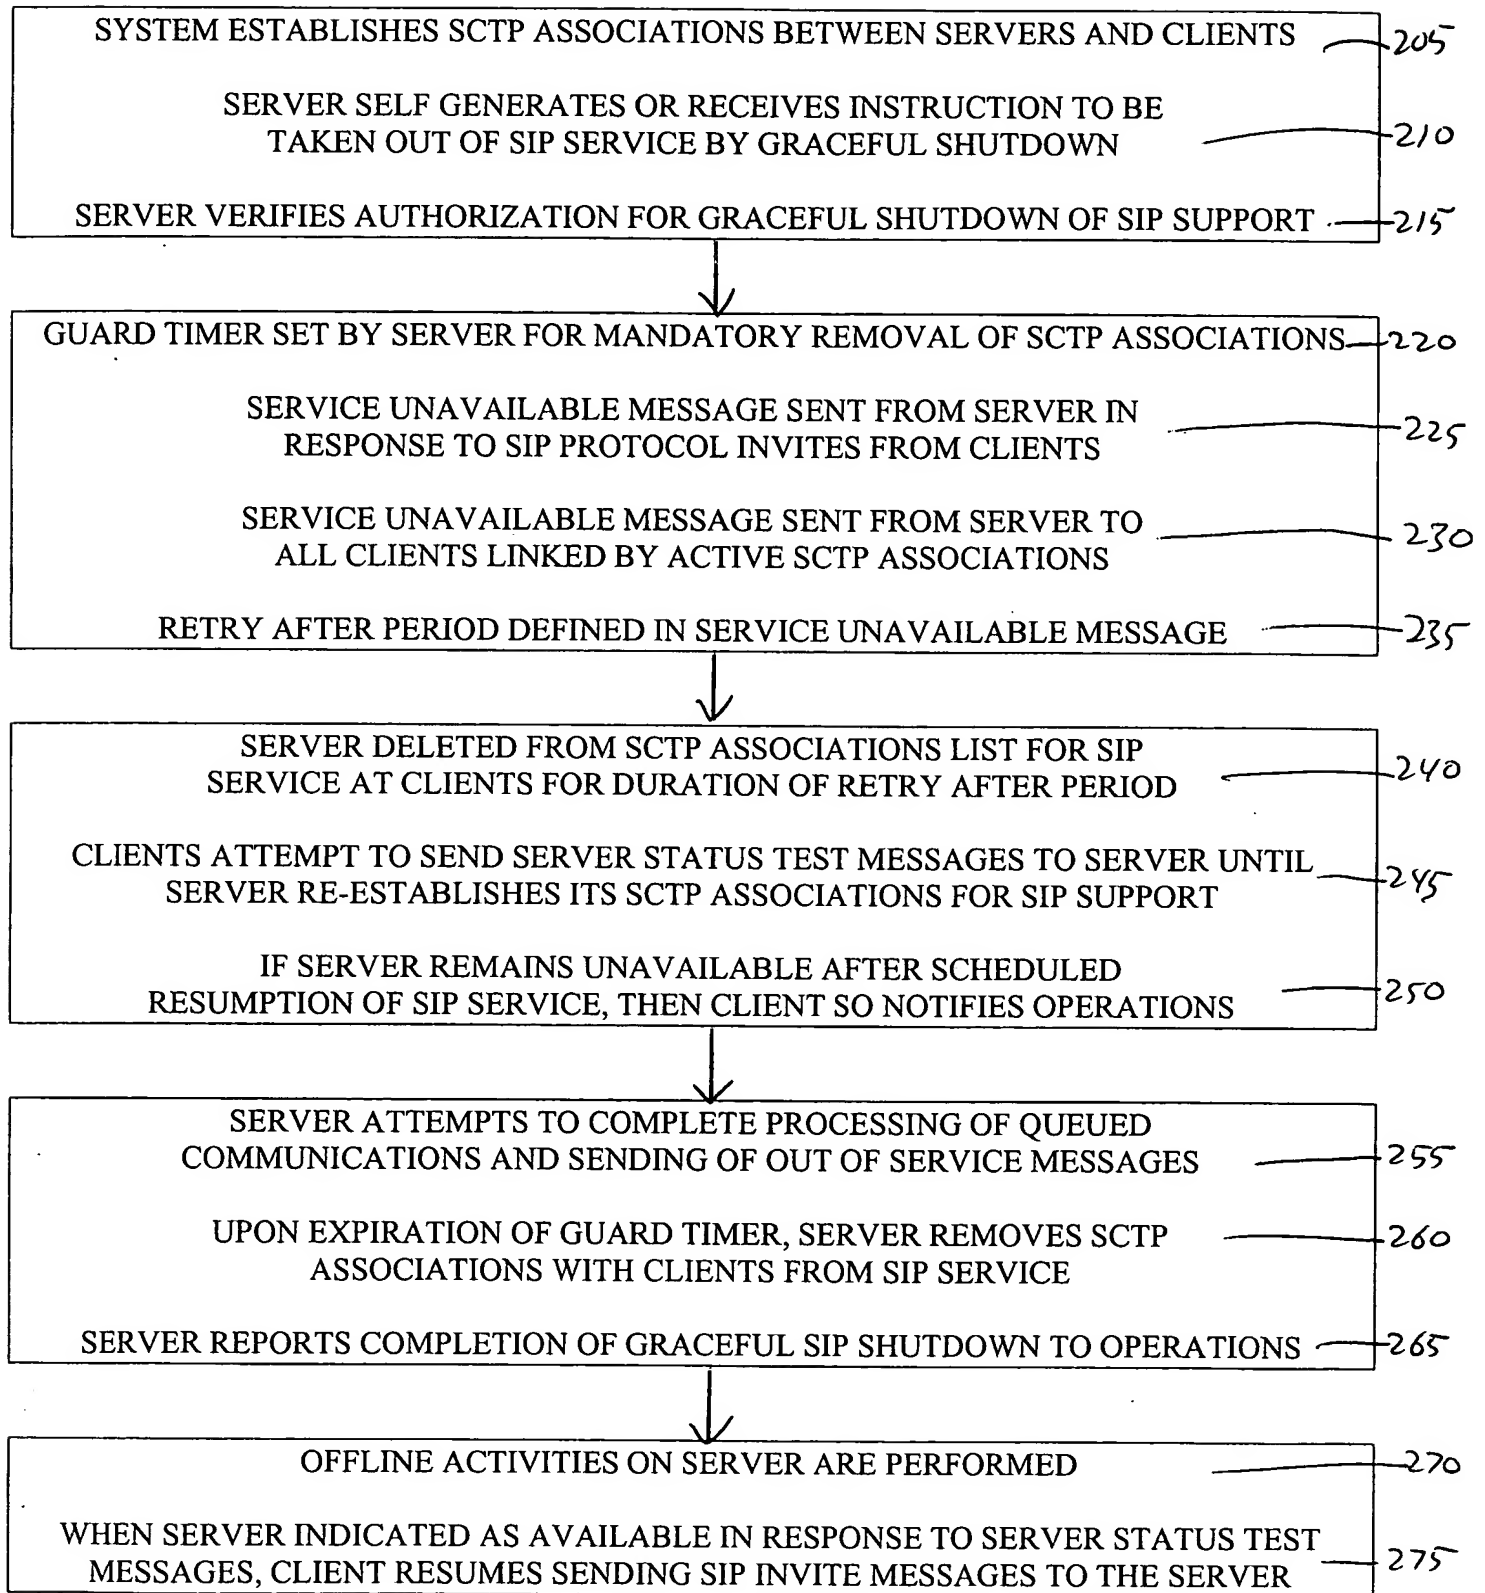 SYSTEM ESTABLISHES SCTP ASSOCIATIONS BETWEEN SERVERS AND CLIENTS 205
SERVER SELF GENERATES OR RECEIVES INSTRUCTION TO BE
TAKEN OUT OF SIP SERVICE BY GRACEFUL SHUTDOWN 210
SERVER VERIFIES AUTHORIZATION FOR GRACEFUL SHUTDOWN OF SIP SUPPORT 215
GUARD TIMER SET BY SERVER FOR MANDATORY REMOVAL OF SCTP ASSOCIATIONS 220
SERVICE UNAVAILABLE MESSAGE SENT FROM SERVER IN
RESPONSE TO SIP PROTOCOL INVITES FROM CLIENTS 225
SERVICE UNAVAILABLE MESSAGE SENT FROM SERVER TO
ALL CLIENTS LINKED BY ACTIVE SCTP ASSOCIATIONS 230
RETRY AFTER PERIOD DEFINED IN SERVICE UNAVAILABLE MESSAGE 235
SERVER DELETED FROM SCTP ASSOCIATIONS LIST FOR SIP
SERVICE AT CLIENTS FOR DURATION OF RETRY AFTER PERIOD 240
CLIENTS ATTEMPT TO SEND SERVER STATUS TEST MESSAGES TO SERVER UNTIL
SERVER RE-ESTABLISHES ITS SCTP ASSOCIATIONS FOR SIP SUPPORT 245
IF SERVER REMAINS UNAVAILABLE AFTER SCHEDULED
RESUMPTION OF SIP SERVICE, THEN CLIENT SO NOTIFIES OPERATIONS 250
SERVER ATTEMPTS TO COMPLETE PROCESSING OF QUEUED
COMMUNICATIONS AND SENDING OF OUT OF SERVICE MESSAGES 255
UPON EXPIRATION OF GUARD TIMER, SERVER REMOVES SCTP 260
ASSOCIATIONS WITH CLIENTS FROM SIP SERVICE
SERVER REPORTS COMPLETION OF GRACEFUL SIP SHUTDOWN TO OPERATIONS 265
OFFLINE ACTIVITIES ON SERVER ARE PERFORMED 270
WHEN SERVER INDICATED AS AVAILABLE IN RESPONSE TO SERVER STATUS TEST
MESSAGES, CLIENT RESUMES SENDING SIP INVITE MESSAGES TO THE SERVER 275